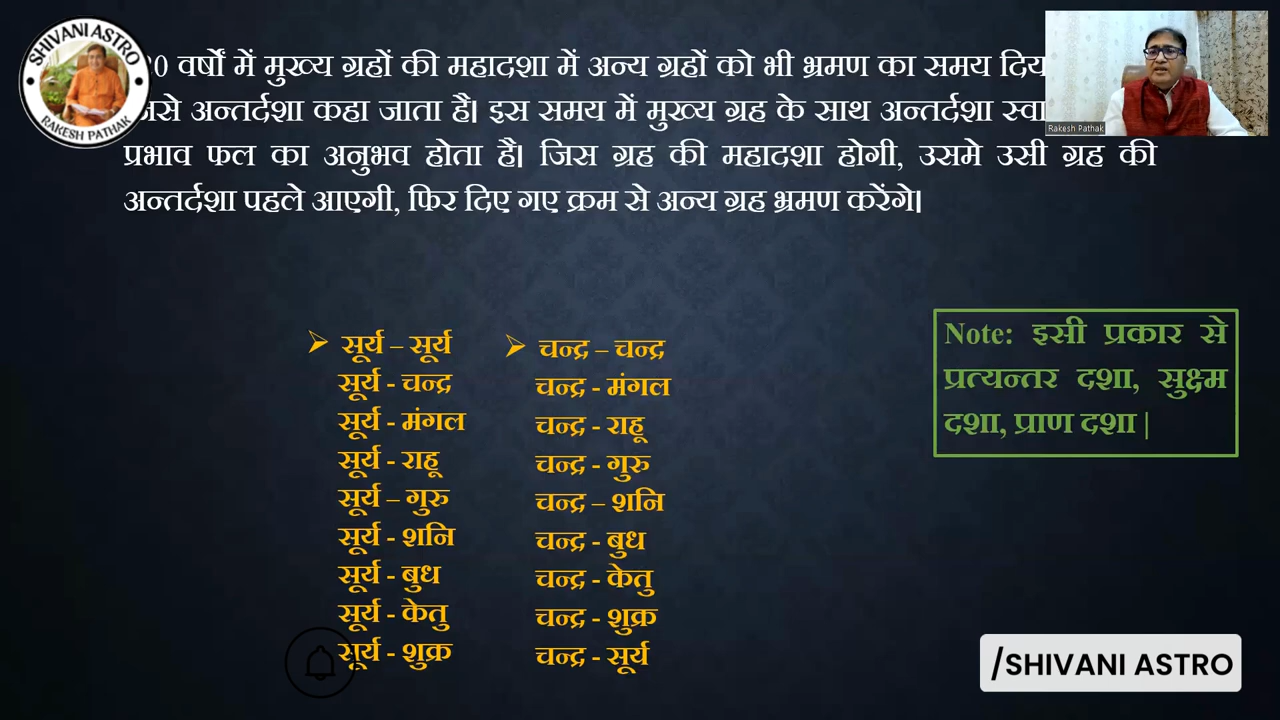 SHIVANI ASTRO
RAKESH PATHAK
20 वर्षों में मुख्य ग्रहों की महादशा में अन्य ग्रहों को भी भ्रमण का समय
अन्तर्दशा कहा जाता है। इस समय में मुख्य ग्रह के साथ अन्तर्दशा
प्रभाव फल का अनुभव होता है। जिस ग्रह की महादशा होगी, उसमे उसी ग्रह की
अन्तर्दशा पहले आएगी, फिर दिए गए क्रम से अन्य ग्रह भ्रमण करेंगे।
Rakesh Pathak
➢ सूर्य – सूर्य
सूर्य - चन्द्र
सूर्य - मंगल
सूर्य - राहू
सूर्य – गुरु
सूर्य - शनि
सूर्य - बुध
सूर्य - केतु
सूर्य - शुक्र
➢ चन्द्र – चन्द्र
चन्द्र - मंगल
चन्द्र - राहू
चन्द्र - गुरु
चन्द्र – शनि
चन्द्र - बुध
चन्द्र - केतु
चन्द्र - शुक्र
चन्द्र - सूर्य
Note: इसी प्रकार से
प्रत्यन्तर दशा, सुक्ष्म
दशा, प्राण दशा |
/SHIVANI ASTRO